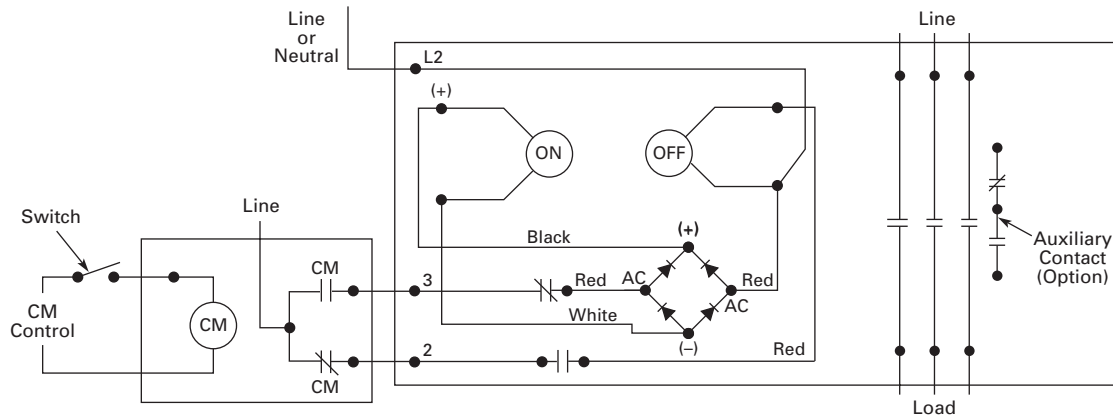 Line
or
Neutral
L2
Line
(+)
ON
OFF
Switch
Line
Black
(+)
Auxiliary
Contact
(Option)
CM
3
Red
AC
Red
AC
CM
Control
CM
White
2
(–)
Red
CM
Load